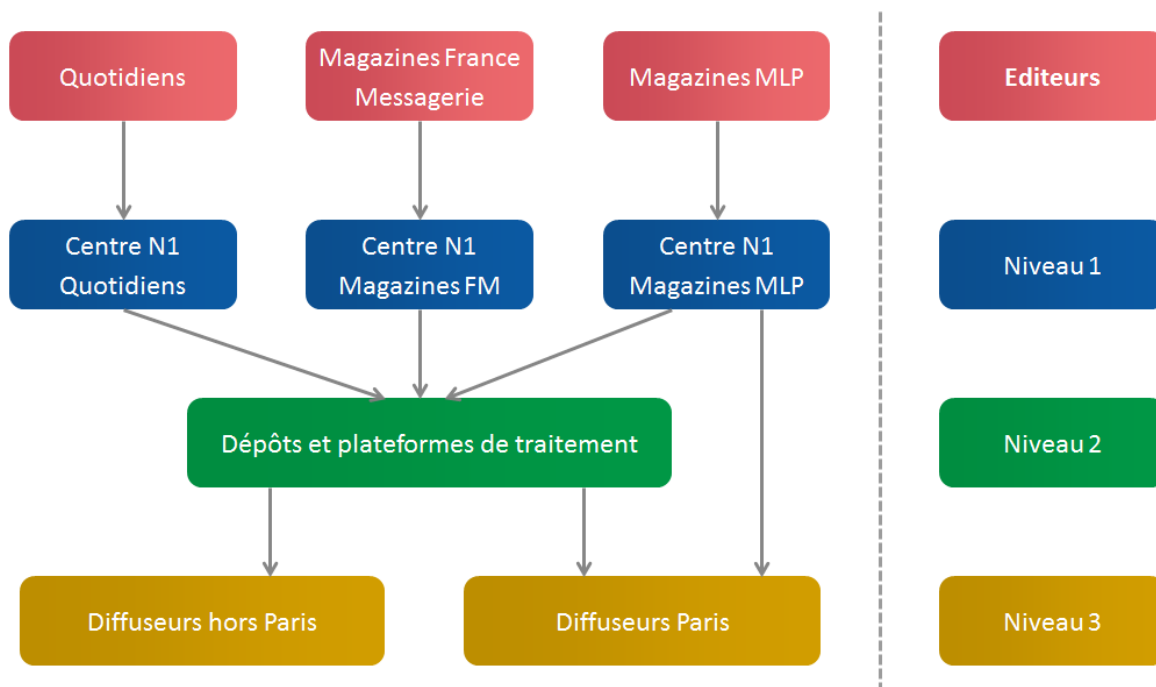 Quotidiens
Magazines France
Messagerie
Magazines MLP
Editeurs
Centre N1
Quotidiens
Centre N1
Magazines FM
Centre N1
Magazines MLP
Niveau 1
Dépôts et plateformes de traitement
Niveau 2
Diffuseurs hors Paris
Diffuseurs Paris
Niveau 3